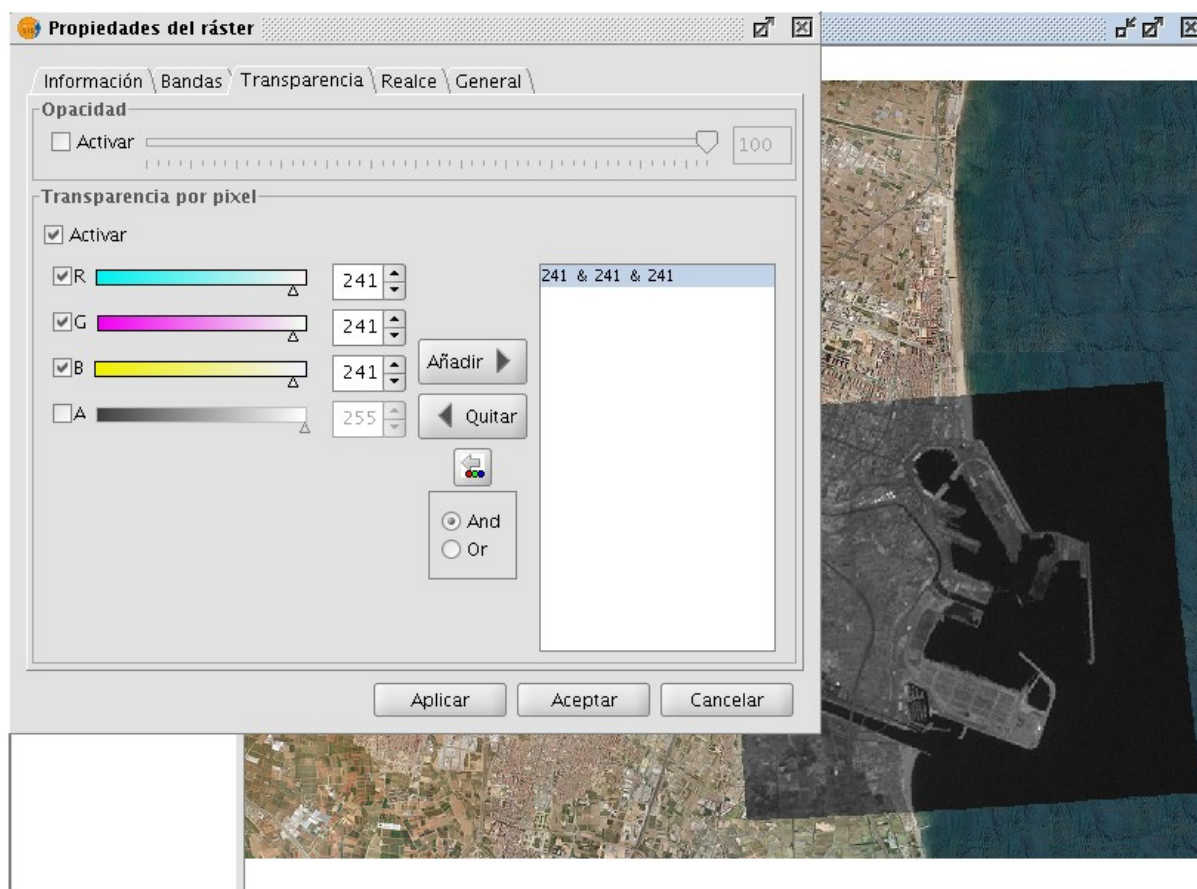 Propiedades del ráster
Información Bandas Transparencia Realce General
Opacidad
Activar 100
Transparencia por pixel
Activar
R 241
G 241
B 241
A 255
Añadir
Quitar
And
Or
241 & 241 & 241
Aplicar Aceptar Cancelar